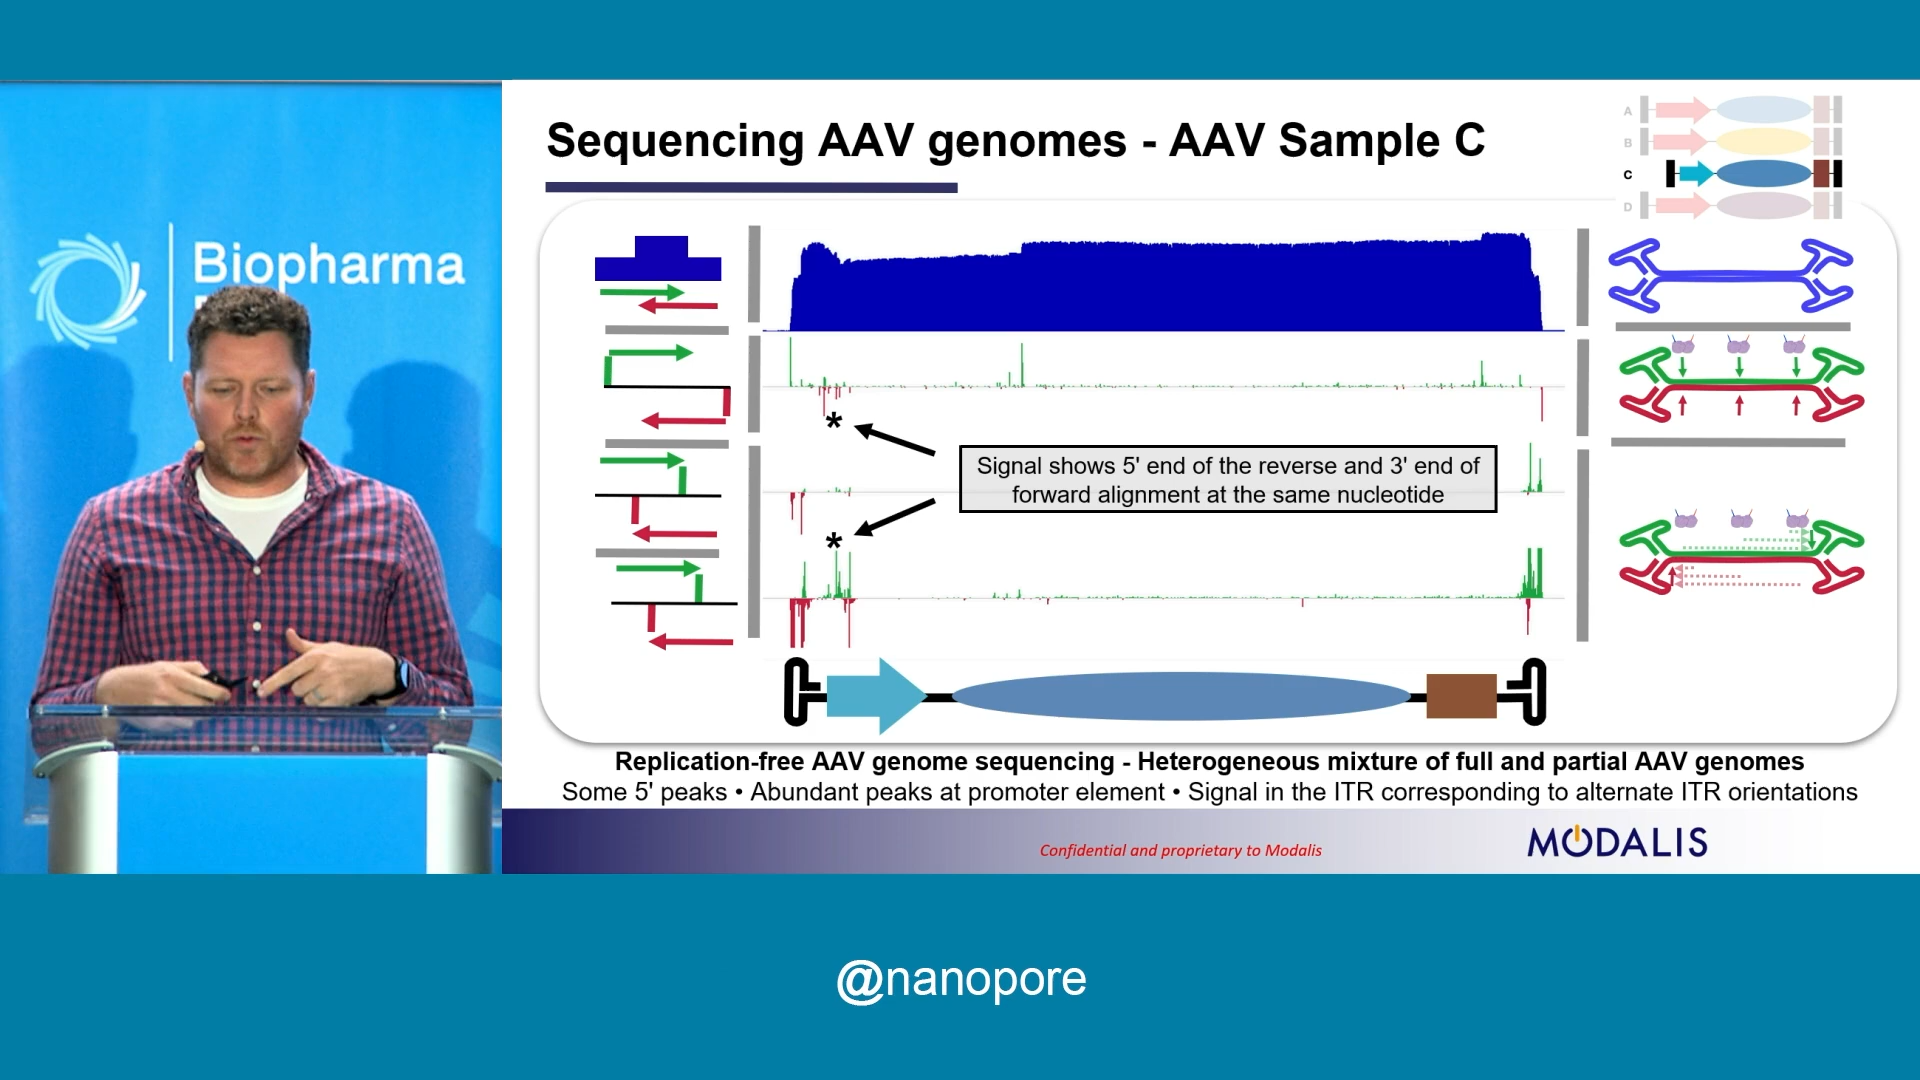 Biopharma
Sequencing AAV genomes - AAV Sample C
A
B
C
D
*
Signal shows 5' end of the reverse and 3' end of
forward alignment at the same nucleotide
*
Replication-free AAV genome sequencing - Heterogeneous mixture of full and partial AAV genomes
Some 5' peaks • Abundant peaks at promoter element • Signal in the ITR corresponding to alternate ITR orientations
Confidential and proprietary to Modalis
MODALIS
@nanopore